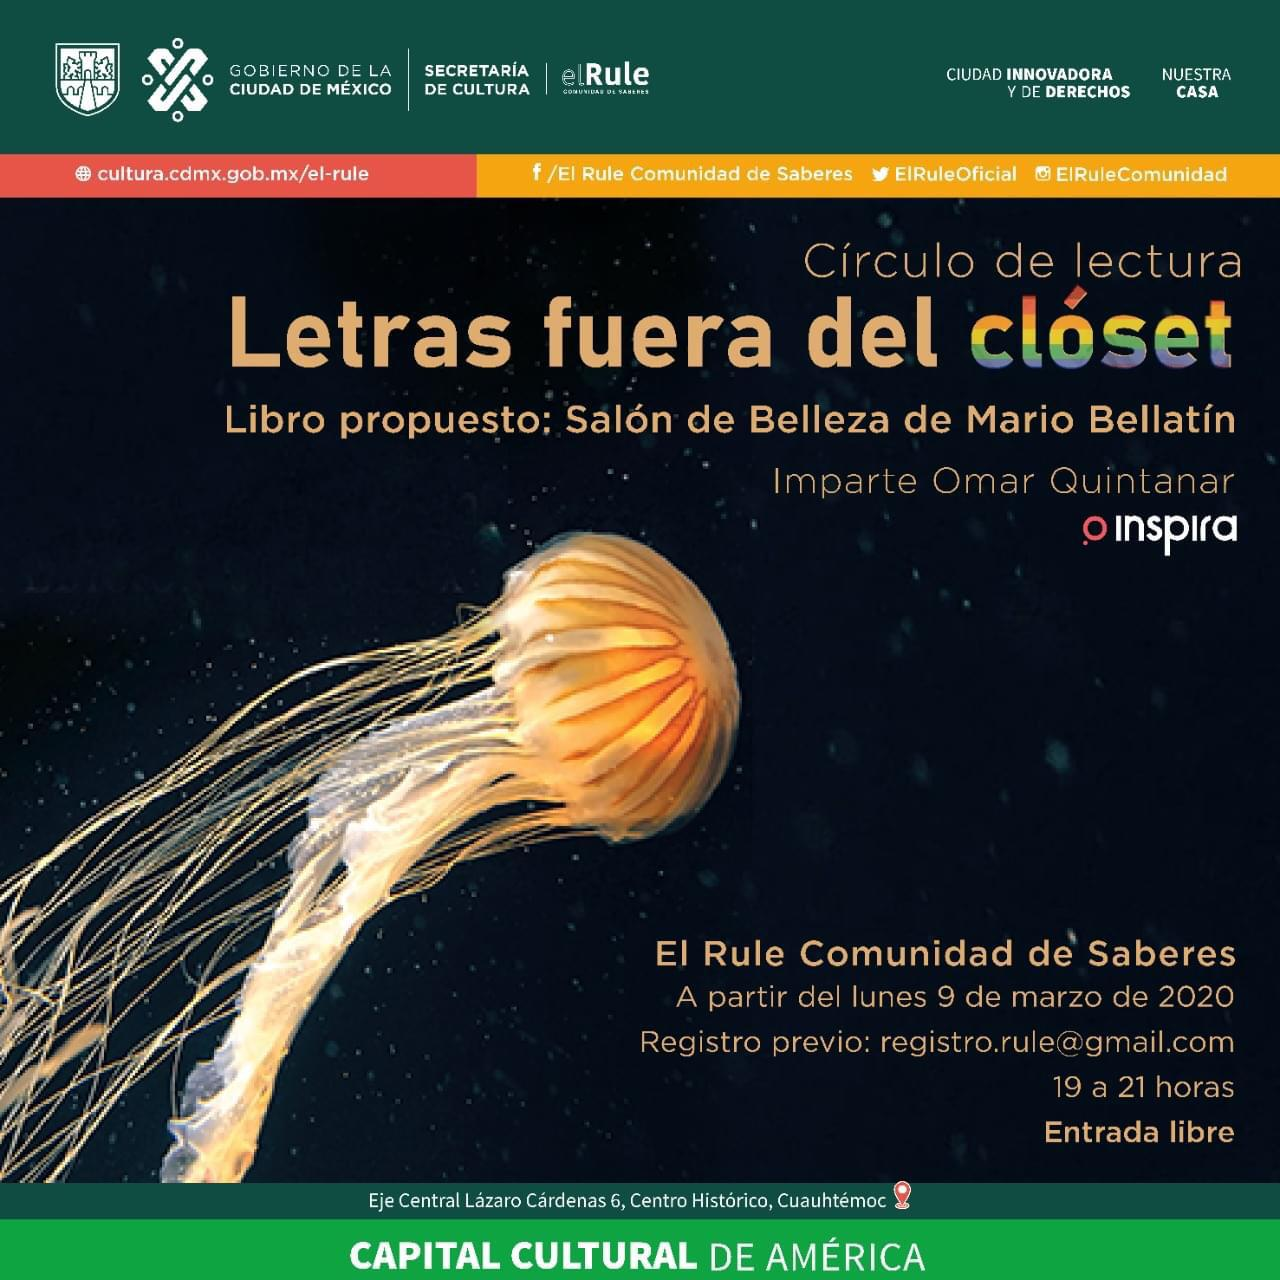 GOBIERNO DE LA
CIUDAD DE MÉXICO
SECRETARÍA
DE CULTURA
elRule
COMUNIDAD DE SABERES
CIUDAD INNOVADORA
Y DE DERECHOS
NUESTRA
CASA
cultura.cdmx.gob.mx/el-rule
/El Rule Comunidad de Saberes
ElRuleOficial
ElRuleComunidad
Círculo de lectura
Letras fuera del clóset
Libro propuesto: Salón de Belleza de Mario Bellatín
Imparte Omar Quintanar
inspira
El Rule Comunidad de Saberes
A partir del lunes 9 de marzo de 2020
Registro previo: registro.rule@gmail.com
19 a 21 horas
Entrada libre
Eje Central Lázaro Cárdenas 6, Centro Histórico, Cuauhtémoc
CAPITAL CULTURAL DE AMÉRICA